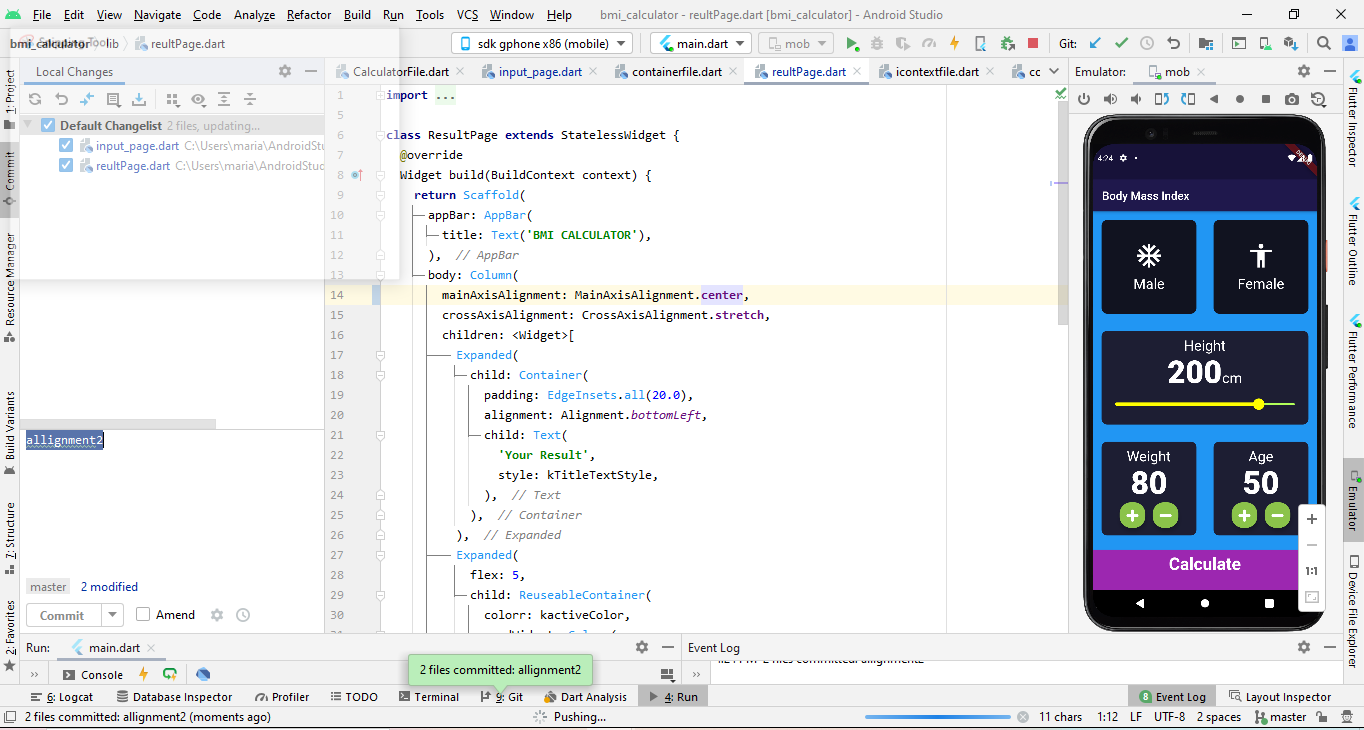 File Edit View Navigate Code Analyze Refactor Build Run Tools VCS Window Help bmi_calculator - reultPage.dart [bmi_calculator] - Android Studio
bmi_calculator lib reultPage.dart sdk gphone x86 (mobile) main.dart mob Git:
Local Changes CalculatorFile.dart input_page.dart containerfile.dart reultPage.dart icontextfile.dart cc Emulator: mob
Default Changelist 2 files, updating...
input_page.dart C:\Users\maria\AndroidStu
reultPage.dart C:\Users\maria\AndroidStud
1 import ...
5
6 class ResultPage extends StatelessWidget {
7 @override
8 Widget build(BuildContext context) {
9 return Scaffold(
10 appBar: AppBar(
11 title: Text('BMI CALCULATOR'),
12 ), // AppBar
13 body: Column(
14 mainAxisAlignment: MainAxisAlignment.center,
15 crossAxisAlignment: CrossAxisAlignment.stretch,
16 children: <Widget>[
17 Expanded(
18 child: Container(
19 padding: EdgeInsets.all(20.0),
20 alignment: Alignment.bottomLeft,
21 child: Text(
22 'Your Result',
23 style: kTitleTextStyle,
24 ), // Text
25 ), // Container
26 ), // Expanded
27 Expanded(
28 flex: 5,
29 child: ReuseableContainer(
30 colorr: kactiveColor,
allignment2
master 2 modified
Commit Amend
1: Project
Commit
Resource Manager
Build Variants
7: Structure
2: Favorites
4:24
DEBUG
Body Mass Index
Male Female
Height
200cm
Weight Age
80 50
Calculate
1:1
Flutter Inspector
Flutter Outline
Flutter Performance
Emulator
Device File Explorer
Run: main.dart Event Log
Console
2 files committed: allignment2
6: Logcat Database Inspector Profiler TODO Terminal 9: Git Dart Analysis 4: Run 8 Event Log Layout Inspector
2 files committed: allignment2 (moments ago) Pushing... 11 chars 1:12 LF UTF-8 2 spaces master